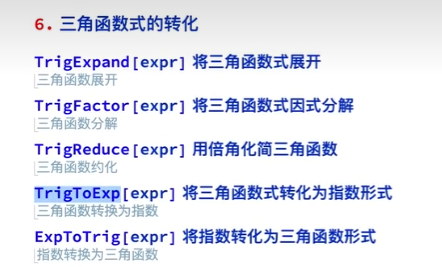 6. 三角函数式的转化
TrigExpand[expr] 将三角函数式展开
三角函数展开
TrigFactor[expr] 将三角函数式因式分解
三角函数分解
TrigReduce[expr] 用倍角化简三角函数
三角函数约化
TrigToExp[expr] 将三角函数式转化为指数形式
三角函数转换为指数
ExpToTrig[expr] 将指数转化为三角函数形式
指数转换为三角函数